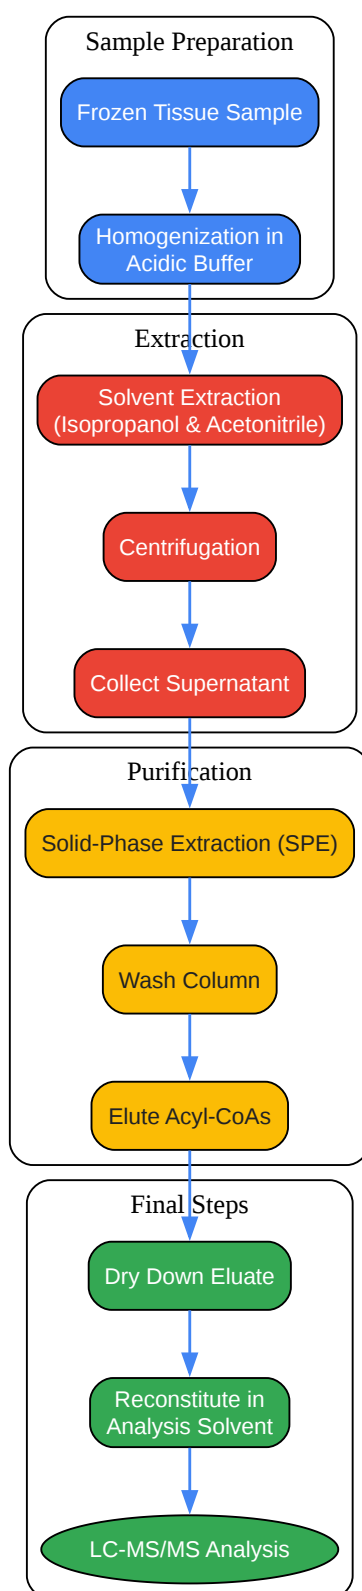 Sample Preparation
Frozen Tissue Sample
Homogenization in
Acidic Buffer
Extraction
Solvent Extraction
(Isopropanol & Acetonitrile)
Centrifugation
Collect Supernatant
Purification
Solid-Phase Extraction (SPE)
Wash Column
Elute Acyl-CoAs
Final Steps
Dry Down Eluate
Reconstitute in
Analysis Solvent
LC-MS/MS Analysis